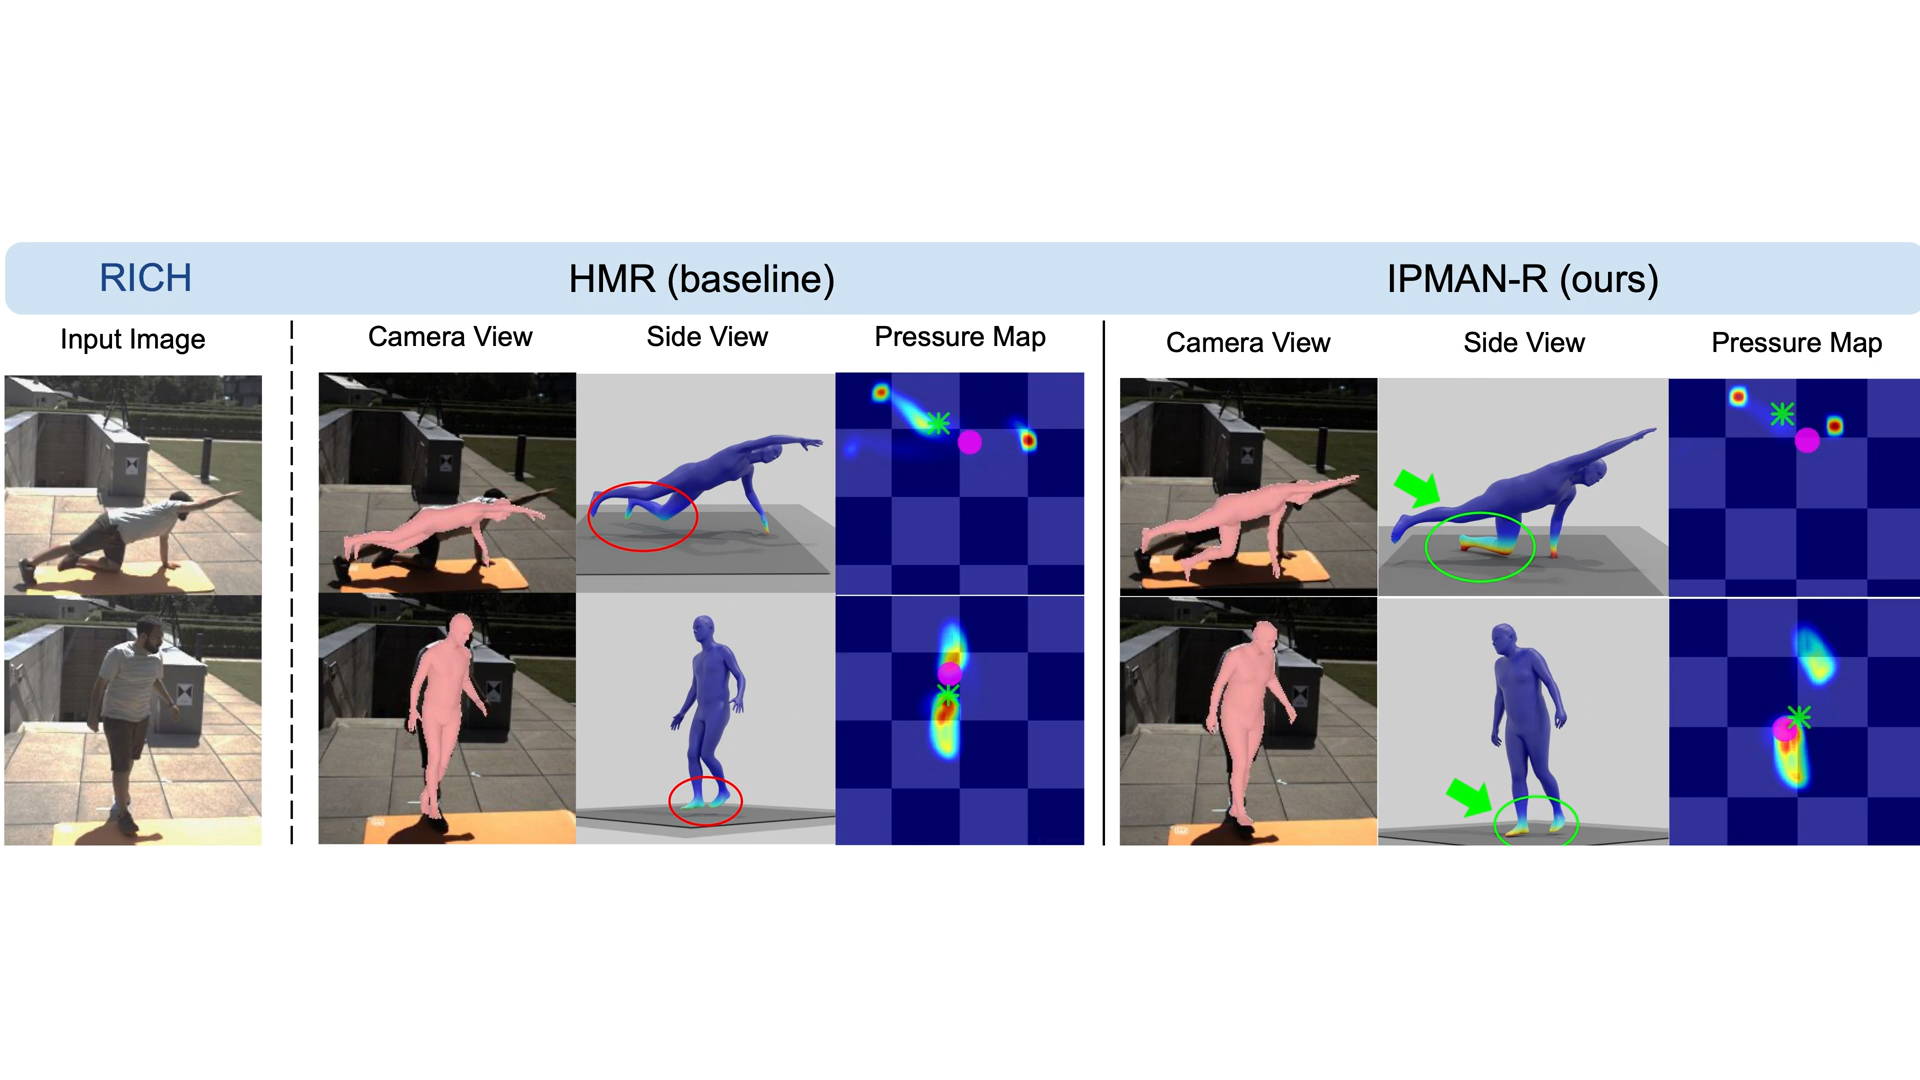 RICH
HMR (baseline)
IPMAN-R (ours)
Input Image
Camera View
Side View
Pressure Map
Camera View
Side View
Pressure Map